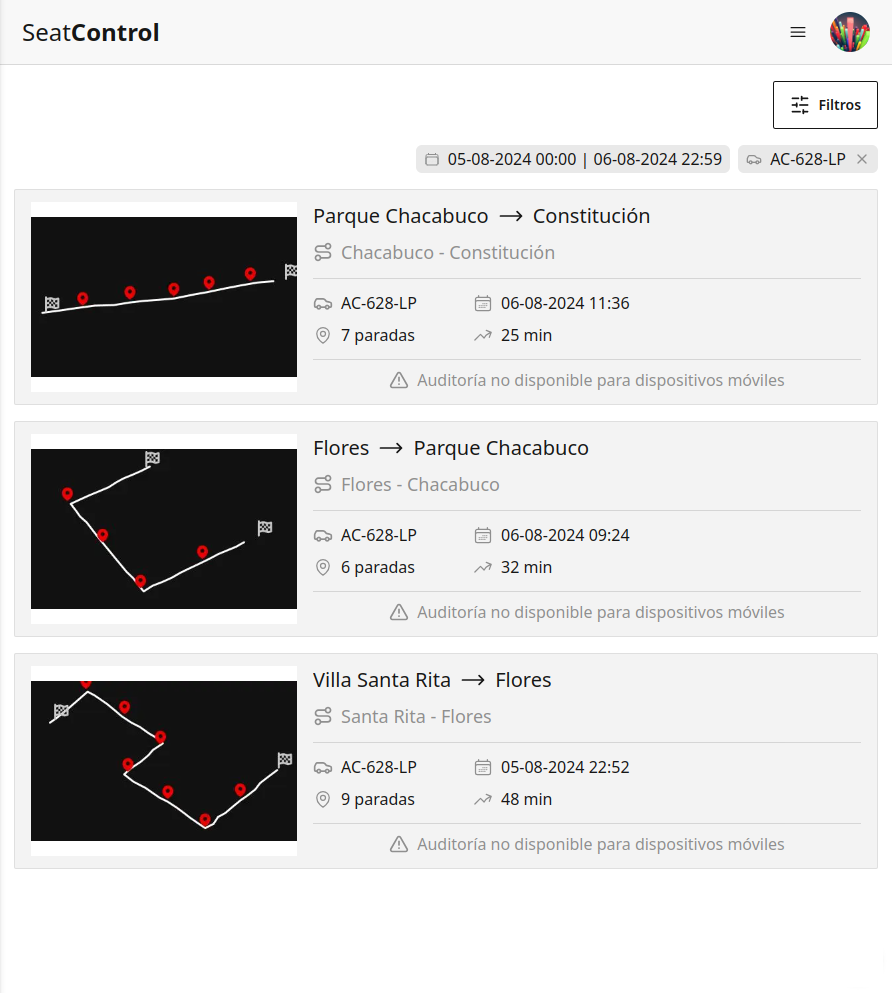 SeatControl
Filtros
05-08-2024 00:00 | 06-08-2024 22:59
AC-628-LP
Parque Chacabuco → Constitución
Chacabuco - Constitución
AC-628-LP
06-08-2024 11:36
7 paradas
25 min
Auditoría no disponible para dispositivos móviles
Flores → Parque Chacabuco
Flores - Chacabuco
AC-628-LP
06-08-2024 09:24
6 paradas
32 min
Auditoría no disponible para dispositivos móviles
Villa Santa Rita → Flores
Santa Rita - Flores
AC-628-LP
05-08-2024 22:52
9 paradas
48 min
Auditoría no disponible para dispositivos móviles